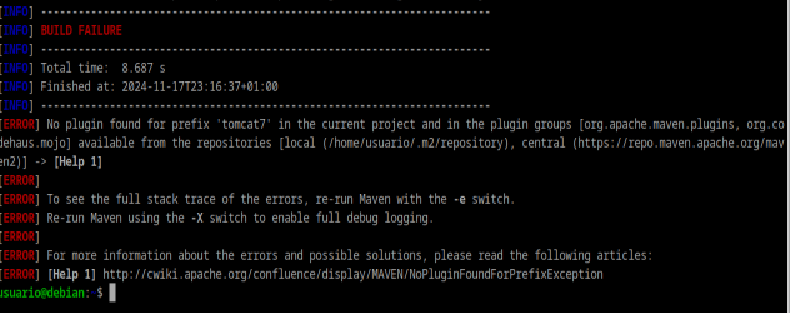 [INFO] ------------------------------------------------------------------------
[INFO] BUILD FAILURE
[INFO] ------------------------------------------------------------------------
[INFO] Total time:  8.687 s
[INFO] Finished at: 2024-11-17T23:16:37+01:00
[INFO] ------------------------------------------------------------------------
[ERROR] No plugin found for prefix 'tomcat7' in the current project and in the plugin groups [org.apache.maven.plugins, org.co
dehaus.mojo] available from the repositories [local (/home/usuario/.m2/repository), central (https://repo.maven.apache.org/mav
en2)] -> [Help 1]
[ERROR]
[ERROR] To see the full stack trace of the errors, re-run Maven with the -e switch.
[ERROR] Re-run Maven using the -X switch to enable full debug logging.
[ERROR]
[ERROR] For more information about the errors and possible solutions, please read the following articles:
[ERROR] [Help 1] http://cwiki.apache.org/confluence/display/MAVEN/NoPluginFoundForPrefixException
usuario@debian:~$